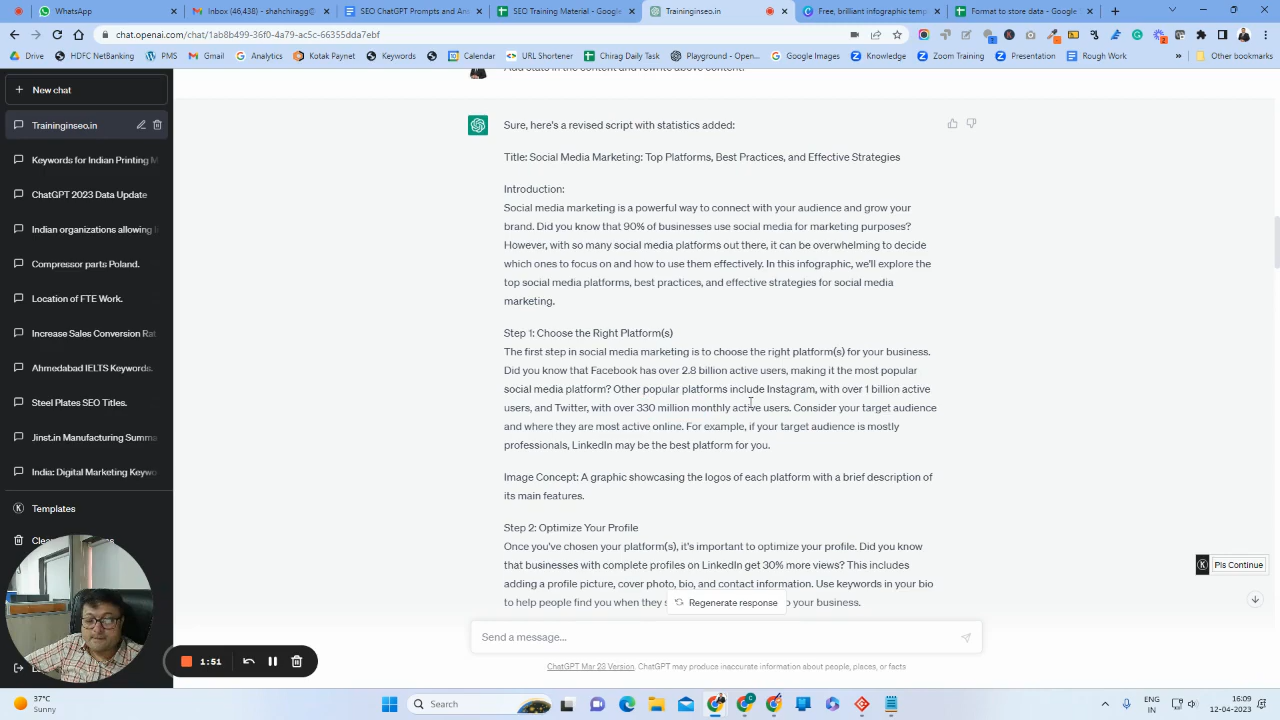 WhatsApp
Inbox (46,438) - shahchiragg@
SEO ChatGPT Prompts and Am
Training - Google
Traininginseo.in
Free, brilliant infographic temp
Format to store data - Google
chat.openai.com/chat/1ab8b499-36f0-4a79-ac5c-66355dda7ebf
Drive
HDFC NetBanking
PMS
Gmail
Analytics
Kotak Paynet
Keywords
Calendar
URL Shortener
Chirag Daily Task
Playground - Open...
Keywodl
Zoom Training
Presentation
Rough Work
»
Other bookmarks
New chat
Traininginseo.in
Keywords for Indian Printing M
ChatGPT 2023 Data Update
Indian organizations allowing l
Compressor parts Poland.
Location of FTE Work.
Increase Sales Conversion Rat
Ahmedabad IELTS Keywords.
Steel Plates SEO Titles.
Jinst.in Manufacturing Summa
India: Digital Marketing Keywo
Templates
Add Stats in the content and rewrite above content.
Sure, here's a revised script with statistics added:
Title: Social Media Marketing: Top Platforms, Best Practices, and Effective Strategies
Introduction:
Social media marketing is a powerful way to connect with your audience and grow your
brand. Did you know that 90% of businesses use social media for marketing purposes?
However, with so many social media platforms out there, it can be overwhelming to decide
which ones to focus on and how to use them effectively. In this infographic, we'll explore the
top social media platforms, best practices, and effective strategies for social media
marketing.
Step 1: Choose the Right Platform(s)
The first step in social media marketing is to choose the right platform(s) for your business.
Did you know that Facebook has over 2.8 billion active users, making it the most popular
social media platform? Other popular platforms include Instagram, with over 1 billion active
users, and Twitter, with over 330 million monthly active users. Consider your target audience
and where they are most active online. For example, if your target audience is mostly
professionals, LinkedIn may be the best platform for you.
Image Concept: A graphic showcasing the logos of each platform with a brief description of
its main features.
Step 2: Optimize Your Profile
Once you've chosen your platform(s), it's important to optimize your profile. Did you know
that businesses with complete profiles on LinkedIn get 30% more views? This includes
adding a profile picture, cover photo, bio, and contact information. Use keywords in your bio
to help people find you when they s
your business.
Regenerate response
Pls Continue
Send a message...
ChatGPT Mar 23 Version. ChatGPT may produce inaccurate information about people, places, or facts
1:51
37°C
Sunny
Search
ENG
IN
16:09
12-04-2023